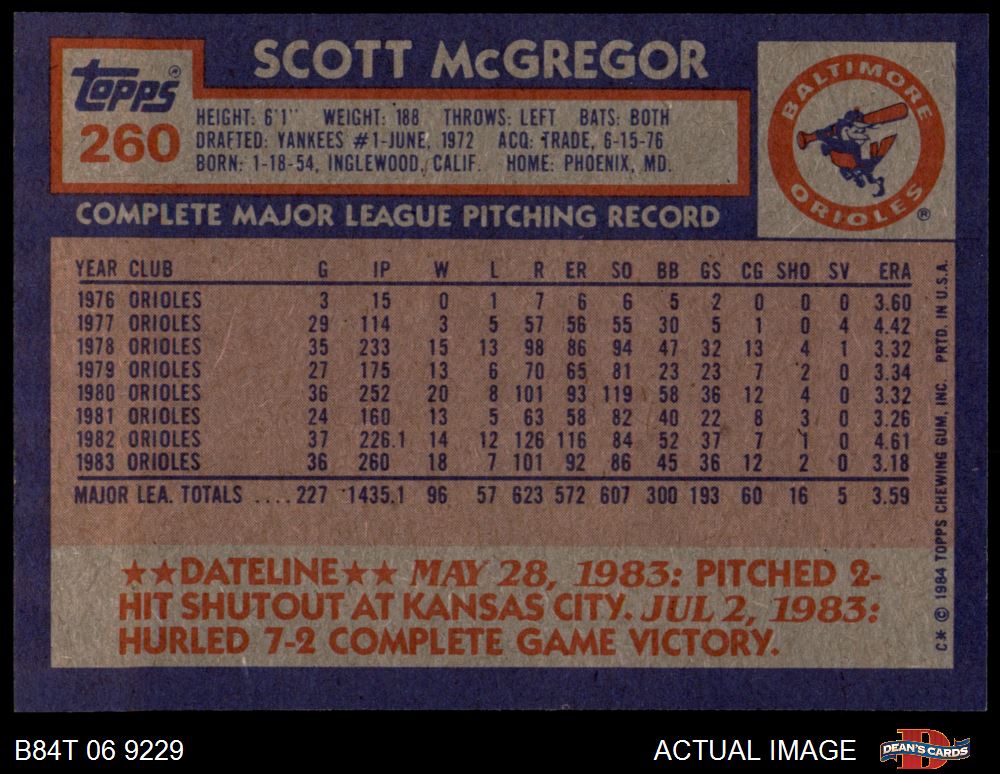 SCOTT McGREGOR
topps®
260
HEIGHT: 6'1" WEIGHT: 188 THROWS: LEFT BATS: BOTH
DRAFTED: YANKEES #1-JUNE, 1972 ACQ: TRADE, 6-15-76
BORN: 1-18-54, INGLEWOOD, CALIF. HOME: PHOENIX, MD.
BALTIMORE
ORIOLES ®
COMPLETE MAJOR LEAGUE PITCHING RECORD
YEAR CLUB G IP W L R ER SO BB GS CG SHO SV ERA
1976 ORIOLES 3 15 0 1 7 6 6 5 2 0 0 0 3.60
1977 ORIOLES 29 114 3 5 57 56 55 30 5 1 0 4 4.42
1978 ORIOLES 35 233 15 13 98 86 94 47 32 13 4 1 3.32
1979 ORIOLES 27 175 13 6 70 65 81 23 23 7 2 0 3.34
1980 ORIOLES 36 252 20 8 101 93 119 58 36 12 4 0 3.32
1981 ORIOLES 24 160 13 5 63 58 82 40 22 8 3 0 3.26
1982 ORIOLES 37 226.1 14 12 126 116 84 52 37 7 1 0 4.61
1983 ORIOLES 36 260 18 7 101 92 86 45 36 12 2 0 3.18
MAJOR LEA. TOTALS ....227 1435.1 96 57 623 572 607 300 193 60 16 5 3.59
★★DATELINE★★ MAY 28, 1983: PITCHED 2-
HIT SHUTOUT AT KANSAS CITY. JUL 2, 1983:
HURLED 7-2 COMPLETE GAME VICTORY.
C* © 1984 TOPPS CHEWING GUM, INC. PRTD. IN U.S.A.
B84T 06 9229
ACTUAL IMAGE
DEAN'S CARDS